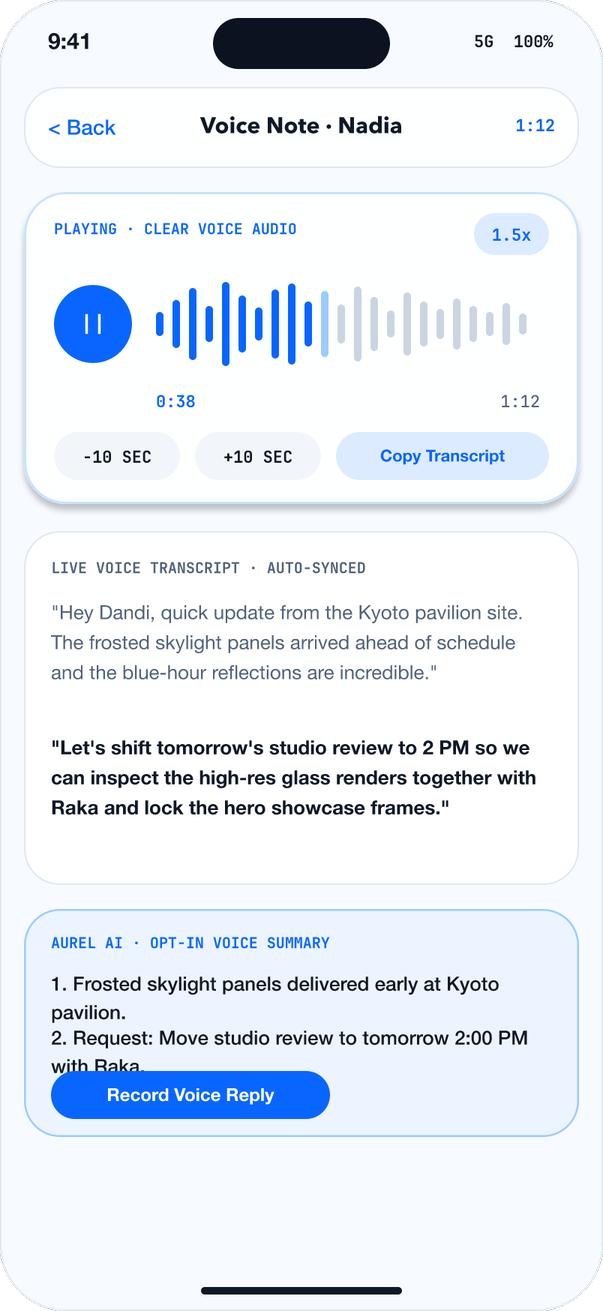 9:41
5G 100%
< Back
Voice Note · Nadia
1:12
PLAYING · CLEAR VOICE AUDIO
1.5x
0:38
1:12
-10 SEC
+10 SEC
Copy Transcript
LIVE VOICE TRANSCRIPT · AUTO-SYNCED
"Hey Dandi, quick update from the Kyoto pavilion site.
The frosted skylight panels arrived ahead of schedule
and the blue-hour reflections are incredible."
"Let's shift tomorrow's studio review to 2 PM so we
can inspect the high-res glass renders together with
Raka and lock the hero showcase frames."
AUREL AI · OPT-IN VOICE SUMMARY
1. Frosted skylight panels delivered early at Kyoto
pavilion.
2. Request: Move studio review to tomorrow 2:00 PM
with Raka.
Record Voice Reply